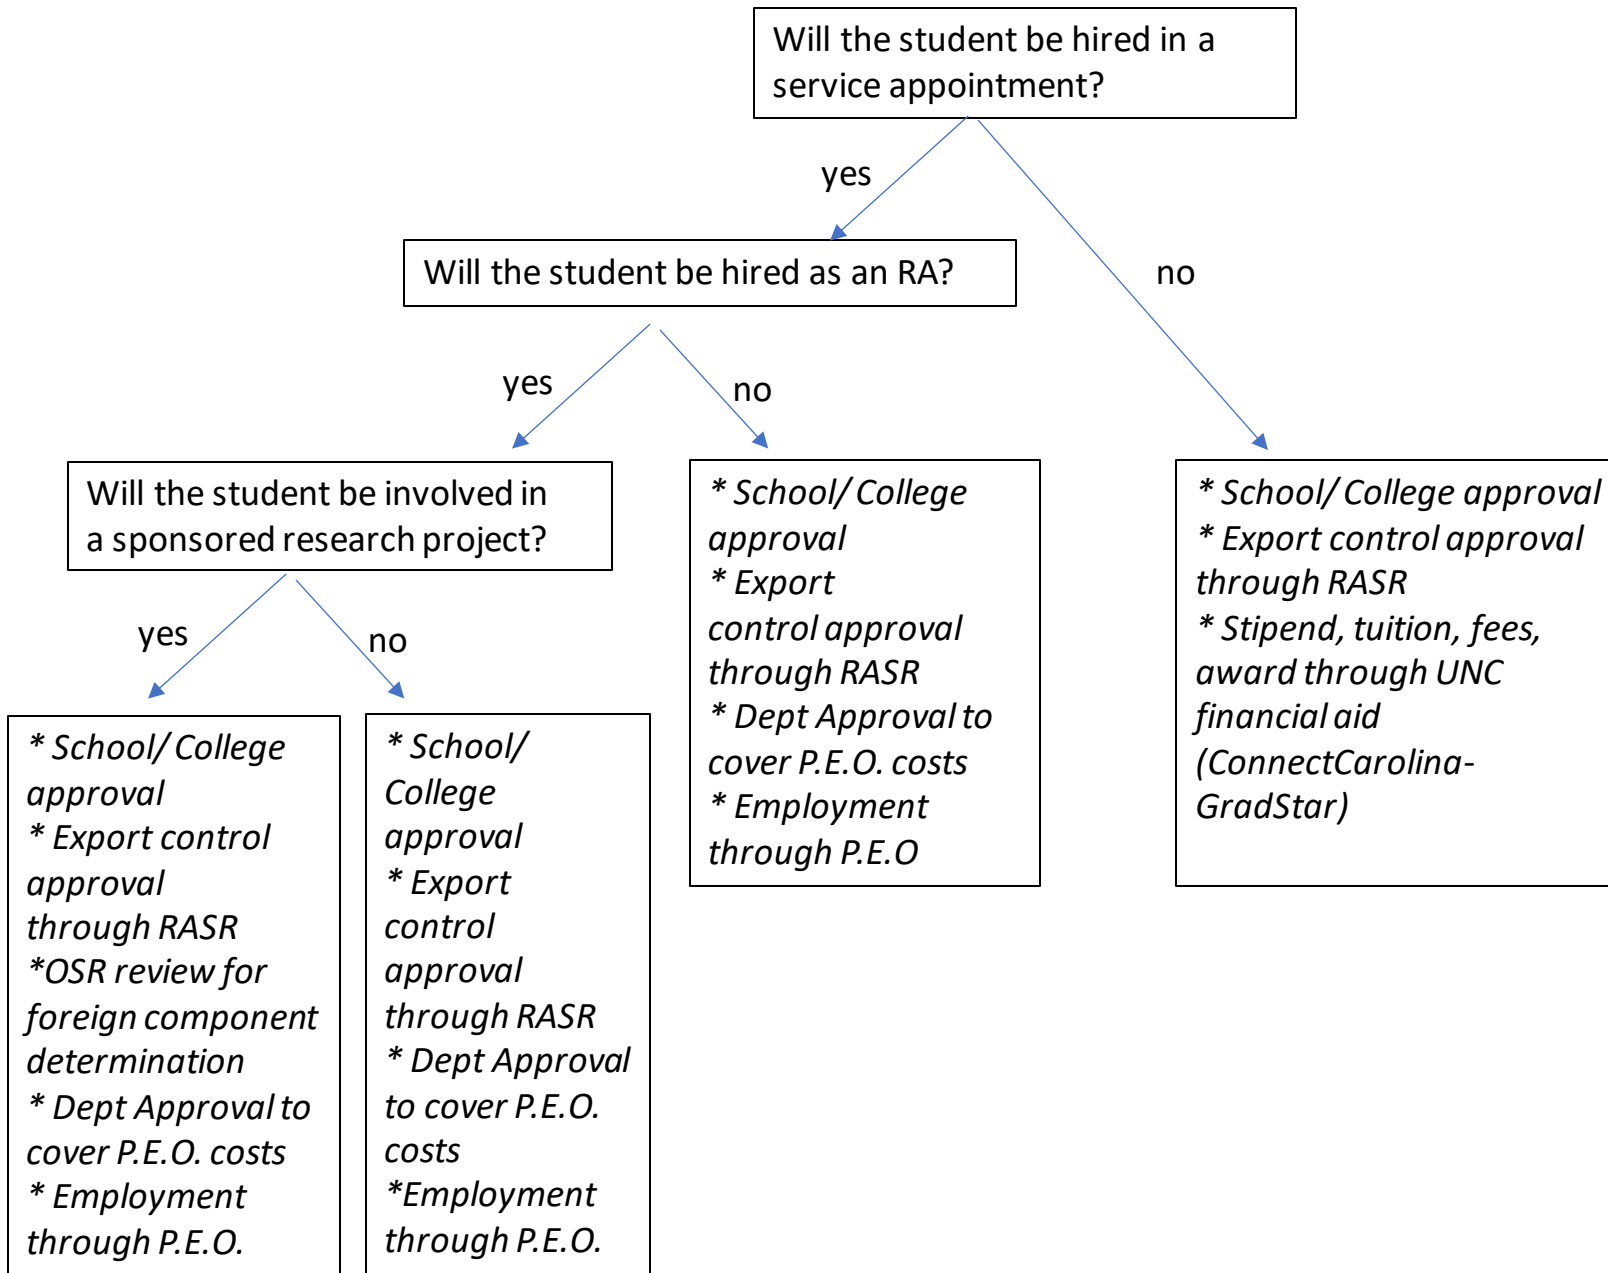 Will the student be hired in a
service appointment?
yes
no
Will the student be hired as an RA?
yes
no
Will the student be involved in
a sponsored research project?
yes
no
* School/ College
approval
* Export control
approval
through RASR
*OSR review for
foreign component
determination
* Dept Approval to
cover P.E.O. costs
* Employment
through P.E.O.
* School/
College
approval
* Export
control
approval
through RASR
* Dept Approval
to cover P.E.O.
costs
*Employment
through P.E.O.
* School/ College
approval
* Export
control approval
through RASR
* Dept Approval to
cover P.E.O. costs
* Employment
through P.E.O
* School/ College approval
* Export control approval
through RASR
* Stipend, tuition, fees,
award through UNC
financial aid
(ConnectCarolina-
GradStar)